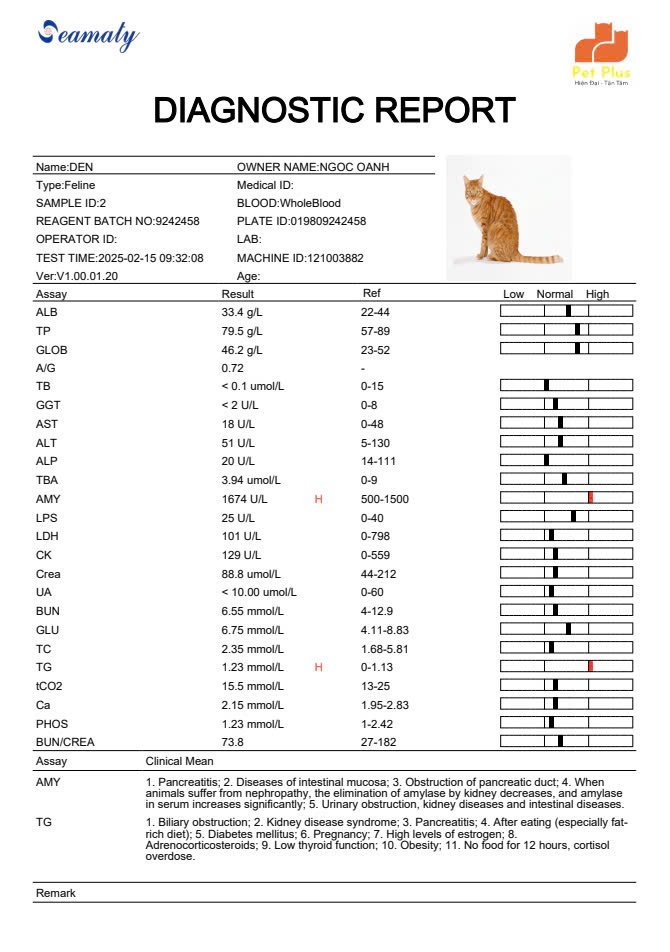 Seamaty
Pet Plus
Hiện Đại - Tận Tâm
DIAGNOSTIC REPORT
Name:DEN OWNER NAME:NGOC OANH
Type:Feline Medical ID:
SAMPLE ID:2 BLOOD:WholeBlood
REAGENT BATCH NO:9242458 PLATE ID:019809242458
OPERATOR ID: LAB:
TEST TIME:2025-02-15 09:32:08 MACHINE ID:121003882
Ver:V1.00.01.20 Age:
Assay Result Ref Low Normal High
ALB 33.4 g/L 22-44
TP 79.5 g/L 57-89
GLOB 46.2 g/L 23-52
A/G 0.72 -
TB < 0.1 umol/L 0-15
GGT < 2 U/L 0-8
AST 18 U/L 0-48
ALT 51 U/L 5-130
ALP 20 U/L 14-111
TBA 3.94 umol/L 0-9
AMY 1674 U/L H 500-1500
LPS 25 U/L 0-40
LDH 101 U/L 0-798
CK 129 U/L 0-559
Crea 88.8 umol/L 44-212
UA < 10.00 umol/L 0-60
BUN 6.55 mmol/L 4-12.9
GLU 6.75 mmol/L 4.11-8.83
TC 2.35 mmol/L 1.68-5.81
TG 1.23 mmol/L H 0-1.13
tCO2 15.5 mmol/L 13-25
Ca 2.15 mmol/L 1.95-2.83
PHOS 1.23 mmol/L 1-2.42
BUN/CREA 73.8 27-182
Assay Clinical Mean
AMY 1. Pancreatitis; 2. Diseases of intestinal mucosa; 3. Obstruction of pancreatic duct; 4. When
animals suffer from nephropathy, the elimination of amylase by kidney decreases, and amylase
in serum increases significantly; 5. Urinary obstruction, kidney diseases and intestinal diseases.
TG 1. Biliary obstruction; 2. Kidney disease syndrome; 3. Pancreatitis; 4. After eating (especially fat-
rich diet); 5. Diabetes mellitus; 6. Pregnancy; 7. High levels of estrogen; 8.
Adrenocorticosteroids; 9. Low thyroid function; 10. Obesity; 11. No food for 12 hours, cortisol
overdose.
Remark